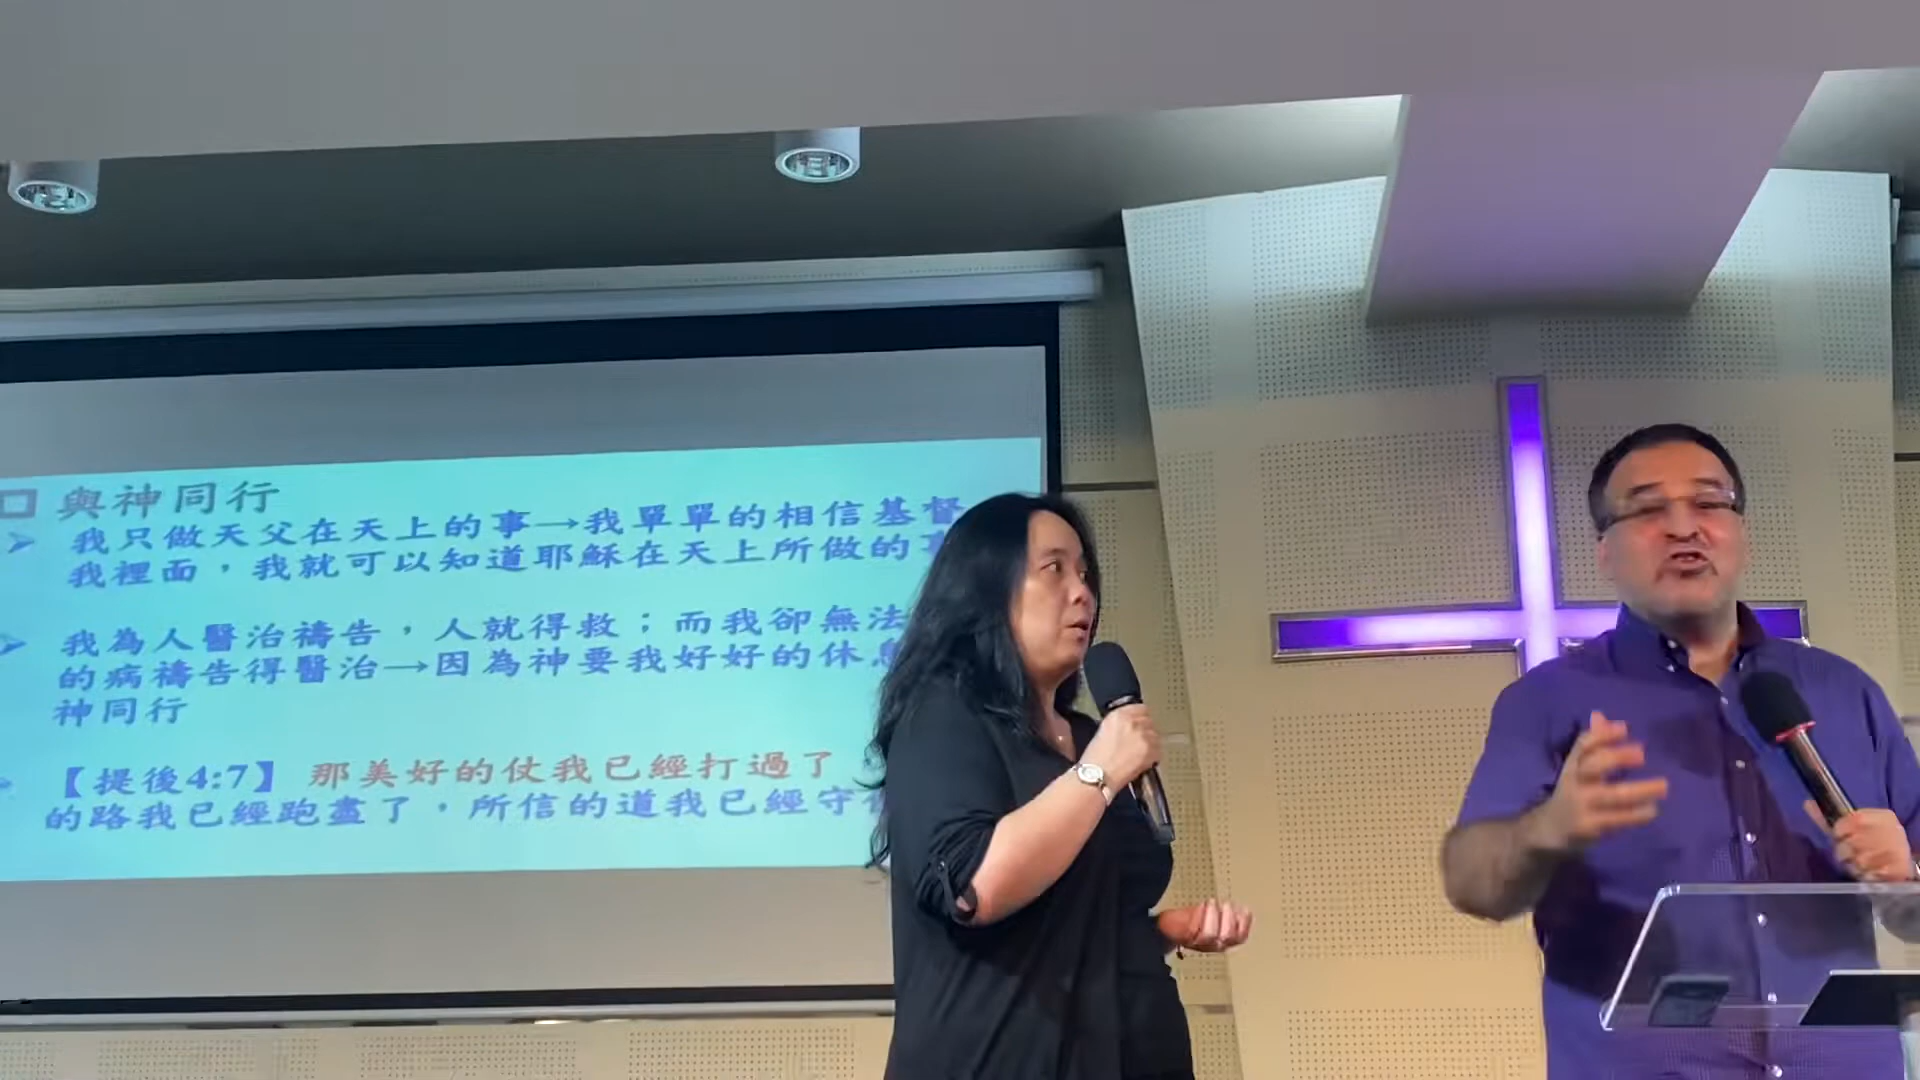 與神同行
我只做天父在天上的事→我單單的相信基督
我裡面，我就可以知道耶穌在天上所做的
我為人醫治禱告，人就得救；而我卻無法
的病禱告得醫治→因為神要我好好的休息
神同行
【提後4:7】 那美好的仗我已經打過了
的路我已經跑盡了，所信的道我已經守住